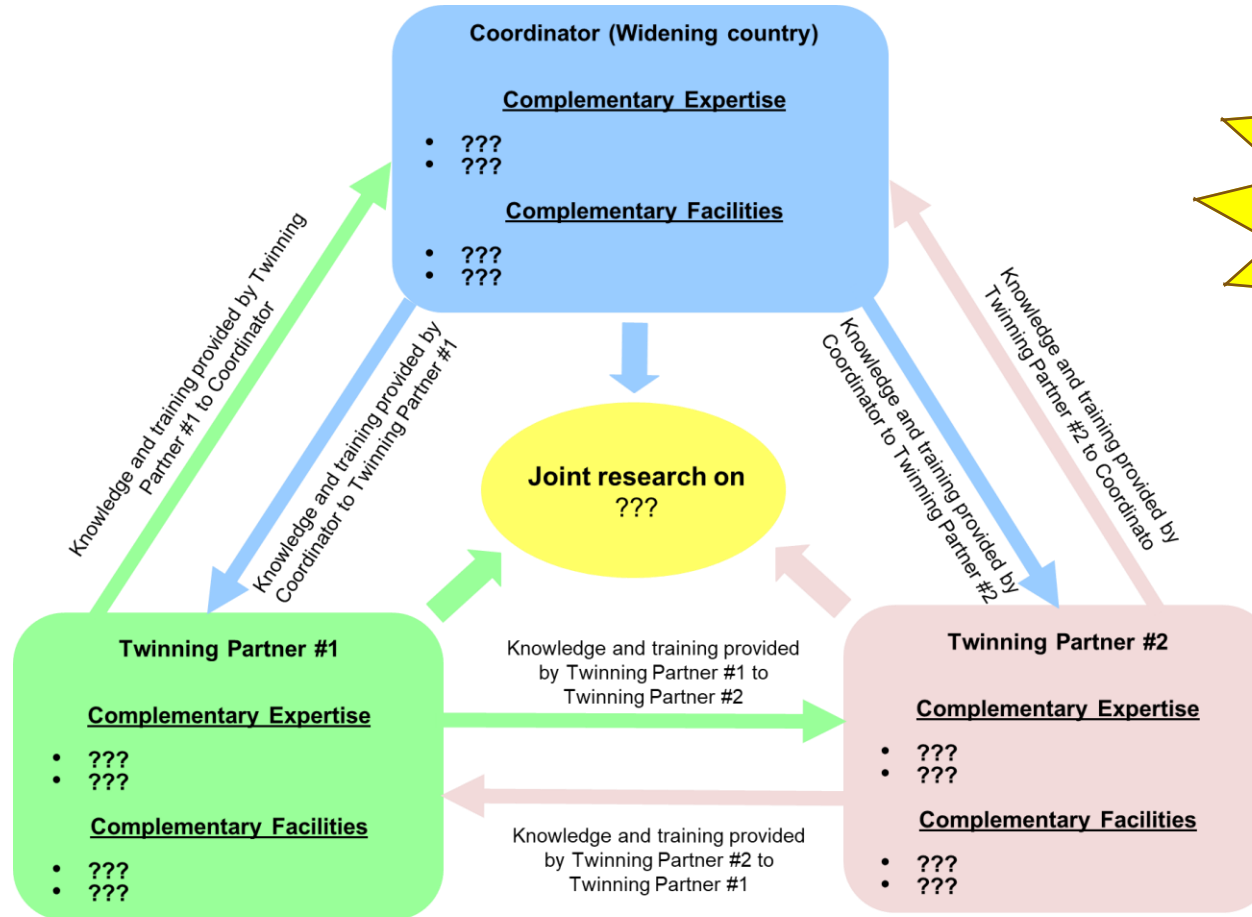 Coordinator (Widening country)
Complementary Expertise
• ???
• ???
Complementary Facilities
• ???
• ???
Knowledge and training provided by Twinning
Partner #1 to Coordinator
Knowledge and training provided by
Coordinator to Twinning Partner #1
Knowledge and training provided by
Coordinator to Twinning Partner #2
Knowledge and training provided by
Twinning Partner #2 to Coordinato
Joint research on
???
Twinning Partner #1
Complementary Expertise
• ???
• ???
Complementary Facilities
• ???
• ???
Knowledge and training provided
by Twinning Partner #1 to
Twinning Partner #2
Knowledge and training provided
by Twinning Partner #2 to
Twinning Partner #1
Twinning Partner #2
Complementary Expertise
• ???
• ???
Complementary Facilities
• ???
• ???